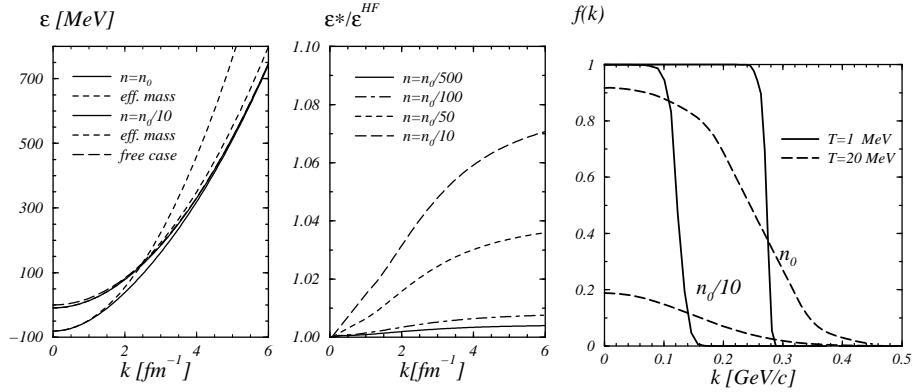 ε [MeV]
700
500
300
100
−100
n=n₀
eff. mass
n=n₀/10
eff. mass
free case
0
2
4
6
k [fm⁻¹]
ε*/ε^HF
1.10
1.08
1.06
1.04
1.02
1.00
n=n₀/500
n=n₀/100
n=n₀/50
n=n₀/10
0
2
4
6
k[fm⁻¹]
f(k)
1
0.8
0.6
0.4
0.2
0
T=1 MeV
T=20 MeV
n₀
n₀/10
0
0.1
0.2
0.3
0.4
0.5
k [GeV/c]